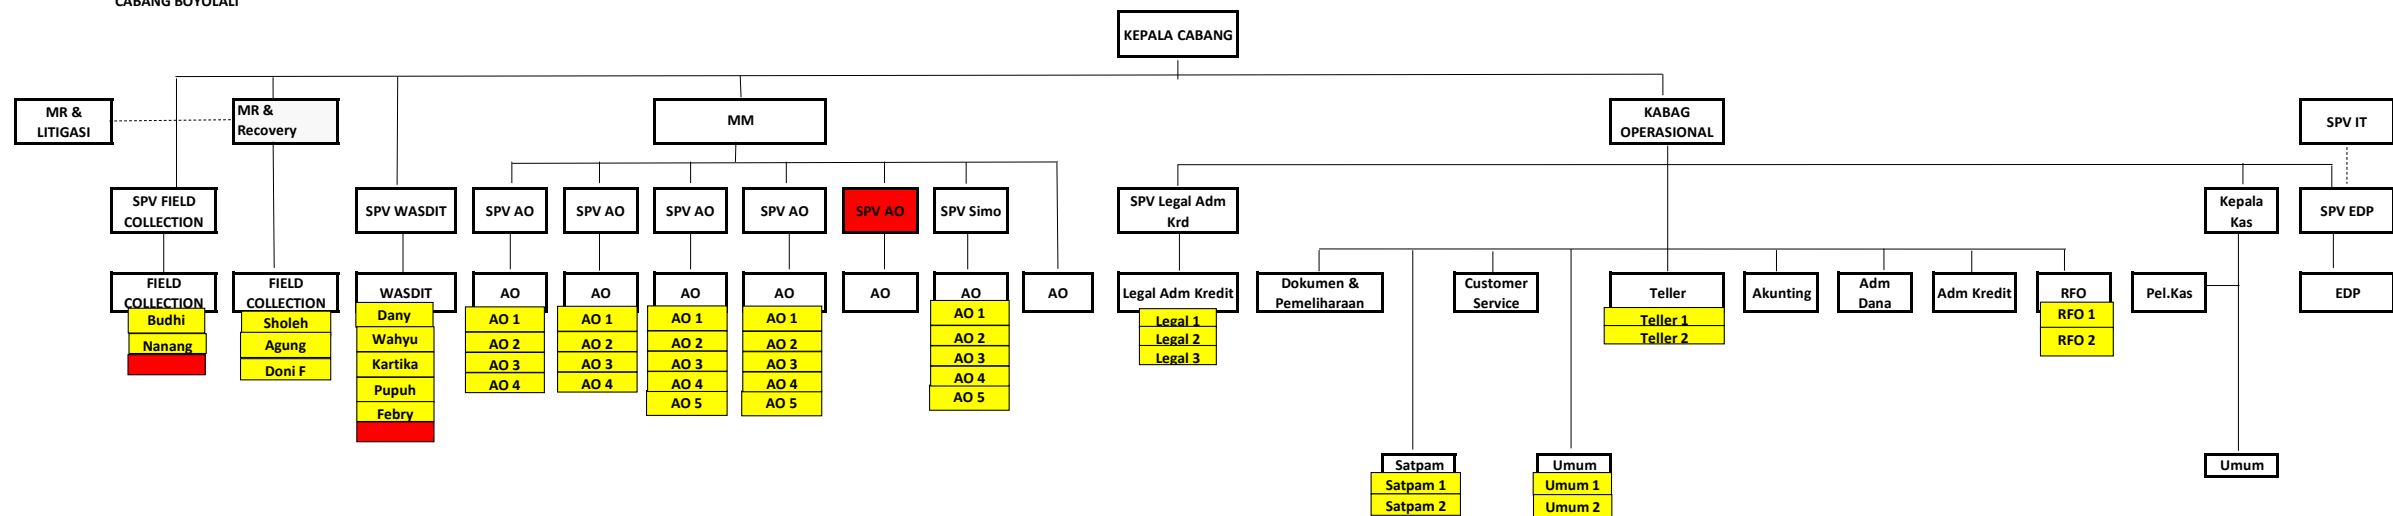 CABANG BOYOLALI
KEPALA CABANG
MR &
LITIGASI
MR &
Recovery
MM
KABAG
OPERASIONAL
SPV IT
SPV FIELD
COLLECTION
SPV WASDIT
SPV AO
SPV AO
SPV AO
SPV AO
SPV AO
SPV Simo
SPV Legal Adm
Krd
Kepala
Kas
SPV EDP
FIELD
COLLECTION
Budhi
Nanang
FIELD
COLLECTION
Sholeh
Agung
Doni F
WASDIT
Dany
Wahyu
Kartika
Pupuh
Febry
AO
AO 1
AO 2
AO 3
AO 4
AO
AO 1
AO 2
AO 3
AO 4
AO
AO 1
AO 2
AO 3
AO 4
AO 5
AO
AO 1
AO 2
AO 3
AO 4
AO 5
AO
AO
AO 1
AO 2
AO 3
AO 4
AO 5
AO
Legal Adm Kredit
Legal 1
Legal 2
Legal 3
Dokumen &
Pemeliharaan
Customer
Service
Teller
Teller 1
Teller 2
Akunting
Adm
Dana
Adm Kredit
RFO
RFO 1
RFO 2
Pel.Kas
EDP
Satpam
Satpam 1
Satpam 2
Umum
Umum 1
Umum 2
Umum